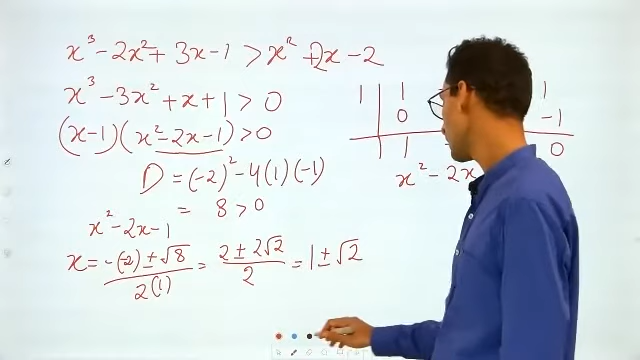 x³ - 2x² + 3x - 1 > x² + 2x - 2
x³ - 3x² + x + 1 > 0
(x-1)(x² - 2x - 1) > 0
D = (-2)² - 4(1)(-1)
= 8 > 0
x² - 2x - 1
x = -(-2) ± √8 / 2(1) = 2 ± 2√2 / 2 = 1 ± √2
1 | 1 1
0 -1
1 0
x² - 2x